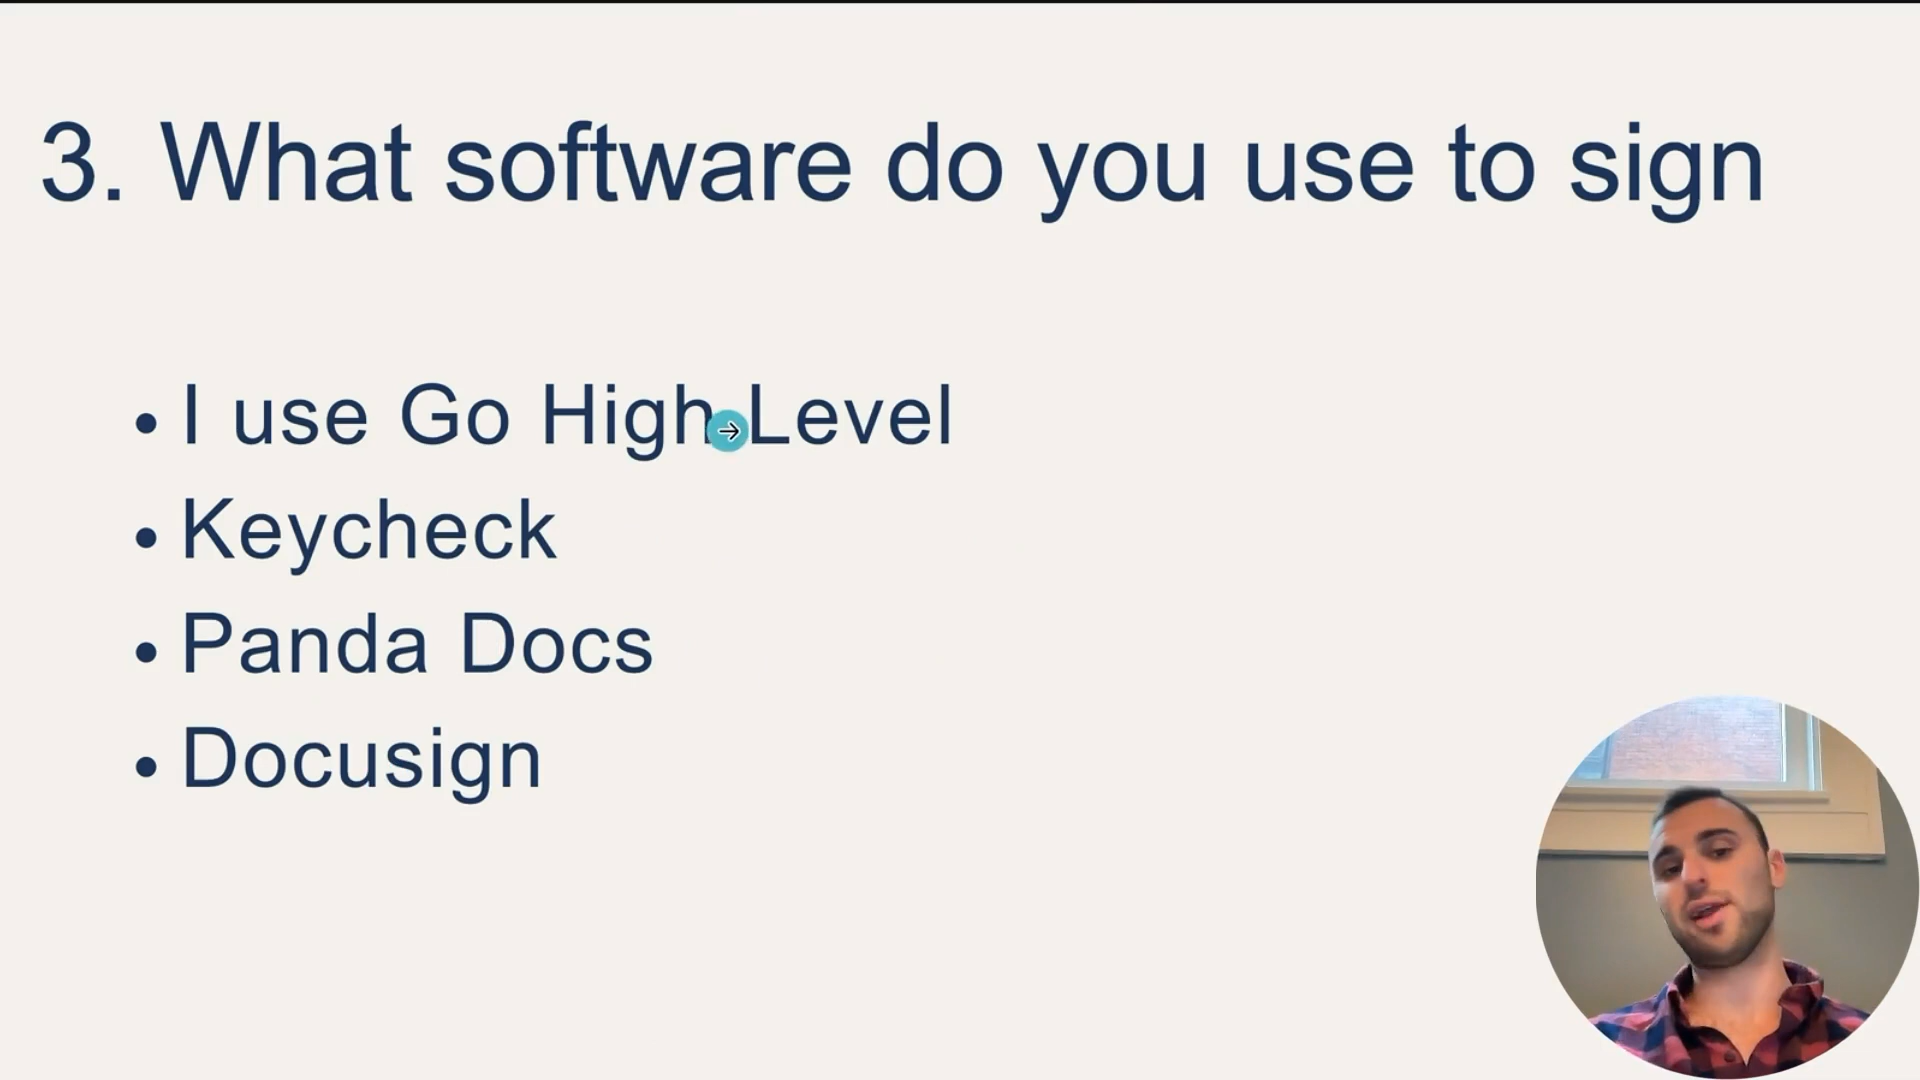 3. What software do you use to sign
• I use Go High Level
• Keycheck
• Panda Docs
• Docusign